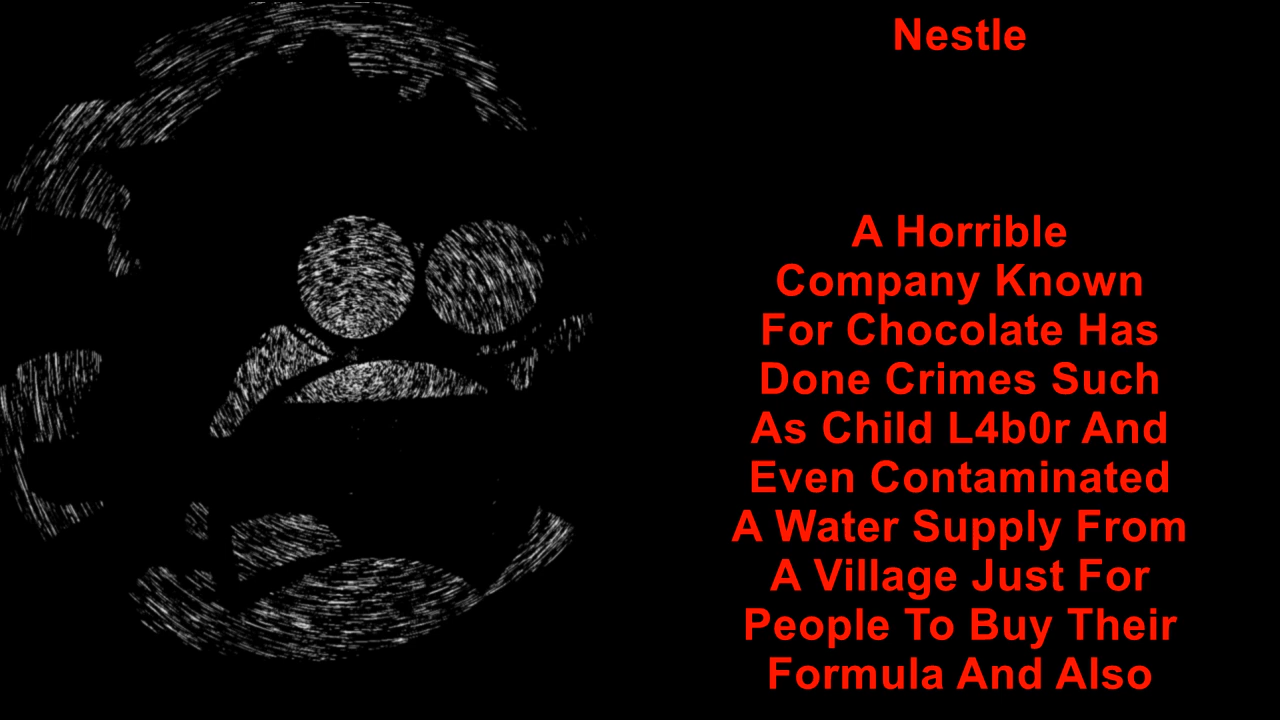 Nestle
A Horrible
Company Known
For Chocolate Has
Done Crimes Such
As Child L4b0r And
Even Contaminated
A Water Supply From
A Village Just For
People To Buy Their
Formula And Also